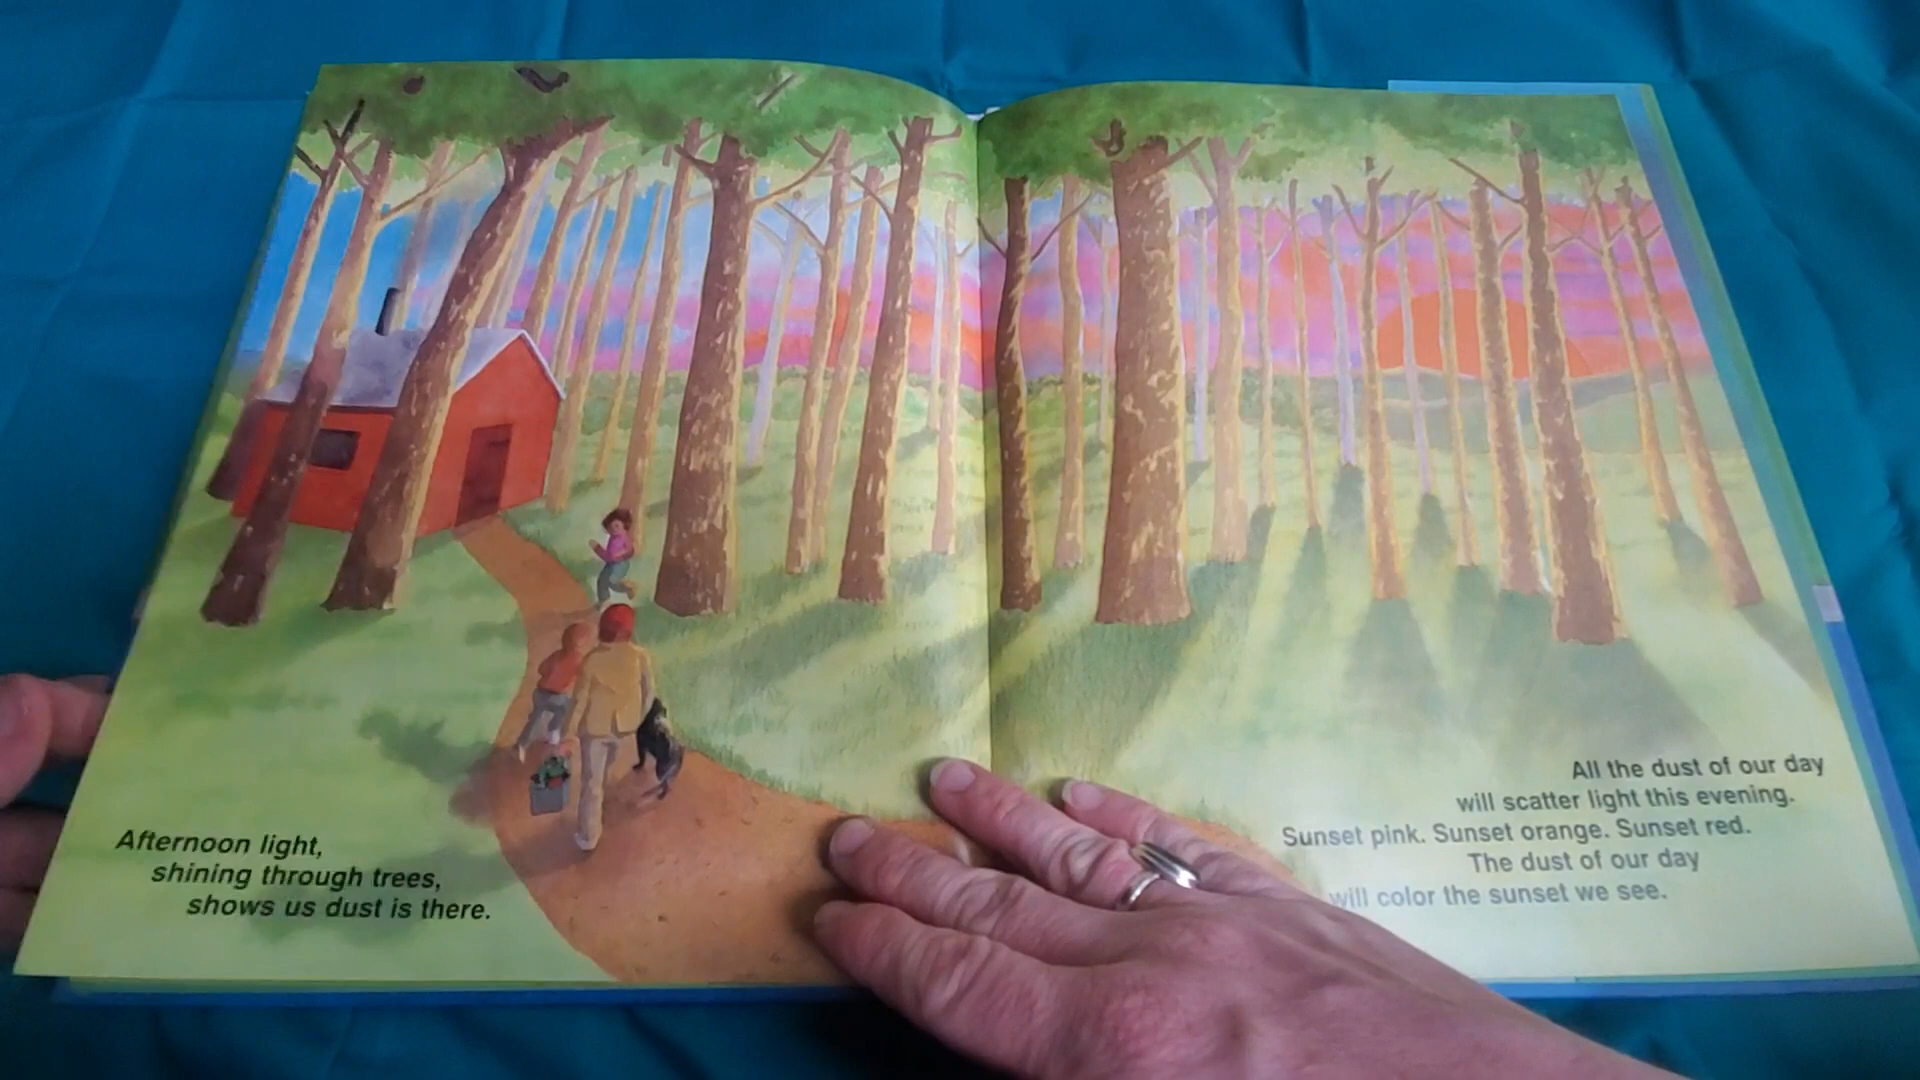 Afternoon light,
shining through trees,
shows us dust is there.
All the dust of our day
will scatter light this evening.
Sunset pink. Sunset orange. Sunset red.
The dust of our day
will color the sunset we see.